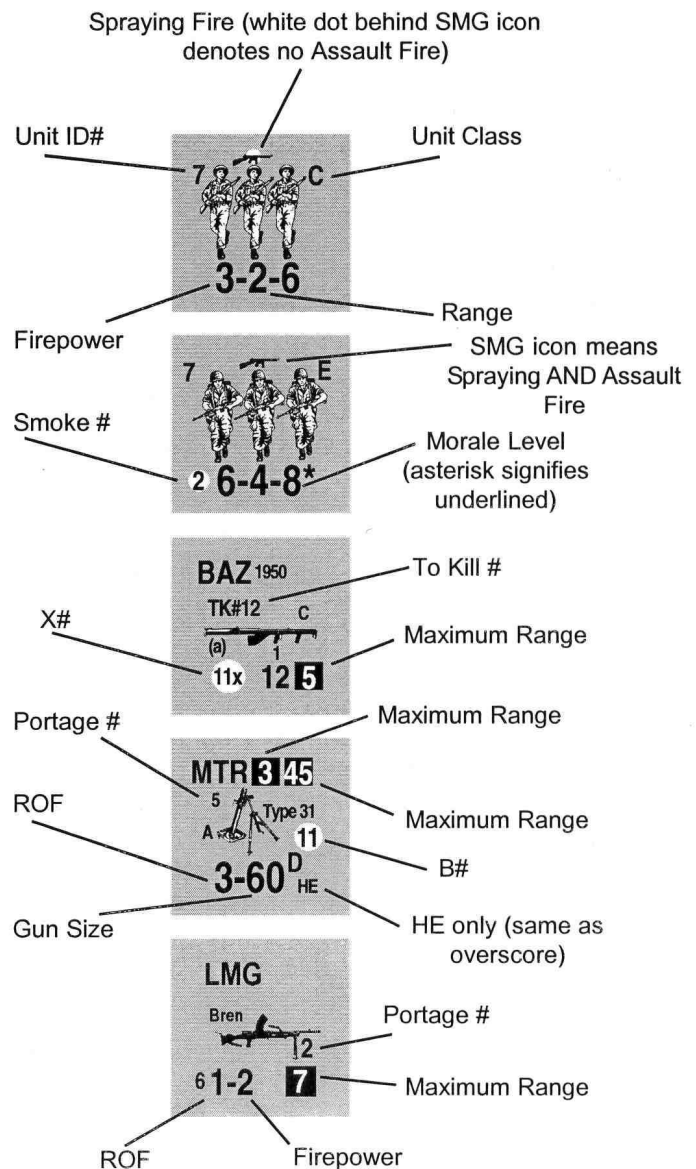 Spraying Fire (white dot behind SMG icon
denotes no Assault Fire)
Unit ID#
Unit Class
7
C
3-2-6
Firepower
Range
SMG icon means
Spraying AND Assault
Fire
7
E
Smoke #
Morale Level
(asterisk signifies
underlined)
2 6-4-8*
BAZ 1950
To Kill #
TK#12
C
X#
(a)
1
Maximum Range
11x 12 5
Portage #
Maximum Range
MTR 3 45
5
ROF
Type 31
Maximum Range
A
11
B#
3-60 D
HE
Gun Size
HE only (same as
overscore)
LMG
Bren
Portage #
2
6 1-2 7
Maximum Range
ROF
Firepower